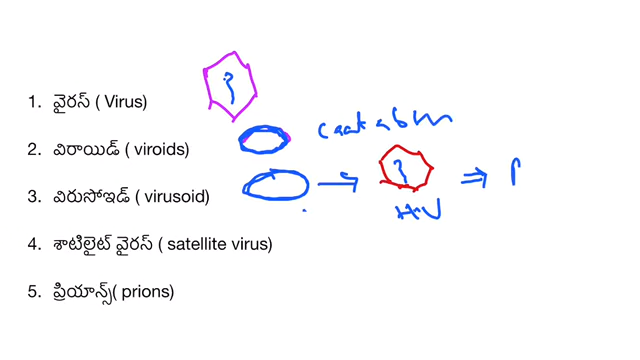 1. వైరస్ ( Virus)
2. విరాయిడ్ ( viroids)
3. విరుసోఇడ్ ( virusoid)
4. శాటిలైట్ వైరస్ ( satellite virus)
5. ప్రియాన్స్( prions)